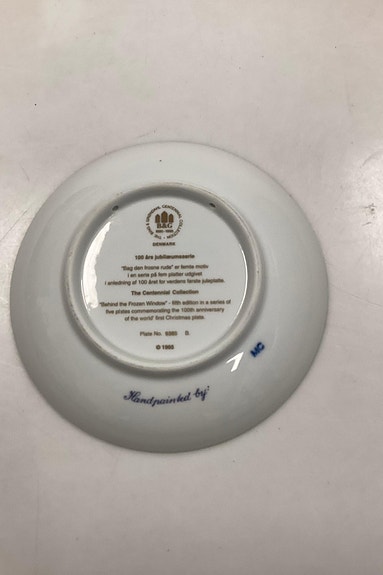 B&G
DENMARK
100 års jubilæumsserie
"Bag den frosne rude" er femte motiv
i en serie på fem platter udgivet
i anledning af 100 året for verdens første juleplatte.
The Centennial Collection
"Behind the Frozen Window" - fifth edition in a series of
five plates commemorating the 100th anniversary
of the world' first Christmas plate.
Plate No.
B.
©
MC
Handpainted by: